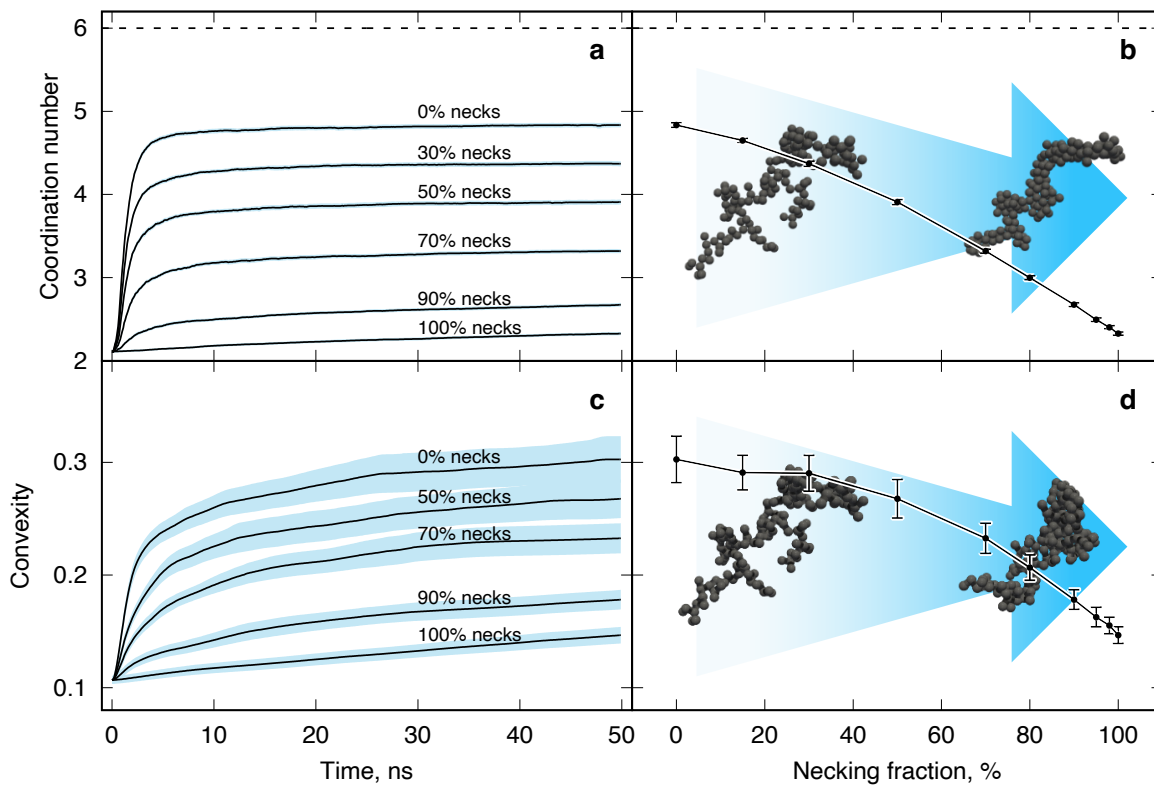 6
5
4
3
2
Coordination number
a
0% necks
30% necks
50% necks
70% necks
90% necks
100% necks
b
0.3
0.2
0.1
Convexity
c
0% necks
50% necks
70% necks
90% necks
100% necks
d
0 10 20 30 40 50
Time, ns
0 20 40 60 80 100
Necking fraction, %